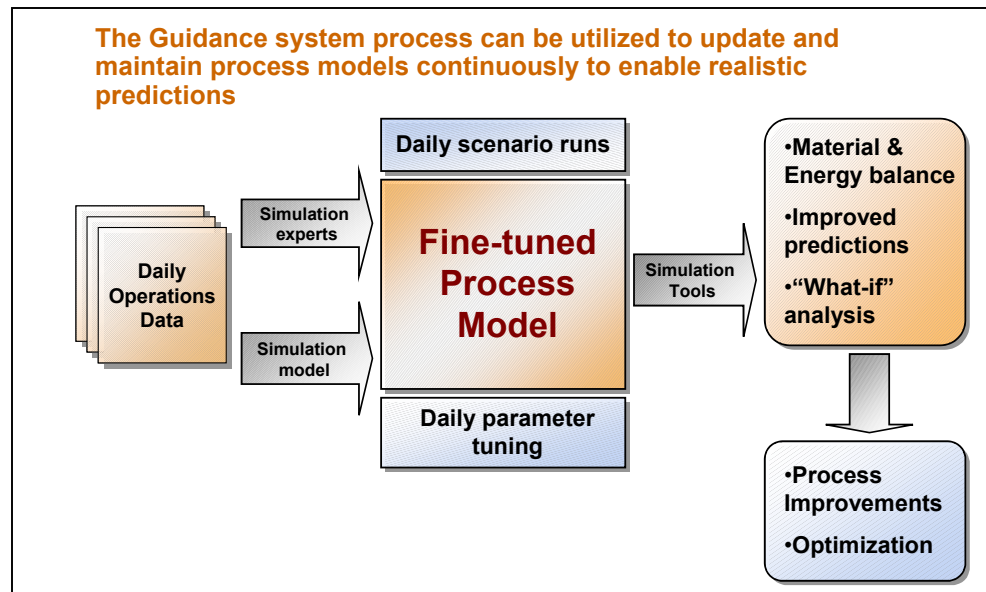 The Guidance system process can be utilized to update and
maintain process models continuously to enable realistic
predictions
Daily
Operations
Data
Simulation
experts
Simulation
model
Daily scenario runs
Fine-tuned
Process
Model
Daily parameter
tuning
Simulation
Tools
•Material &
Energy balance
•Improved
predictions
•“What-if”
analysis
•Process
Improvements
•Optimization